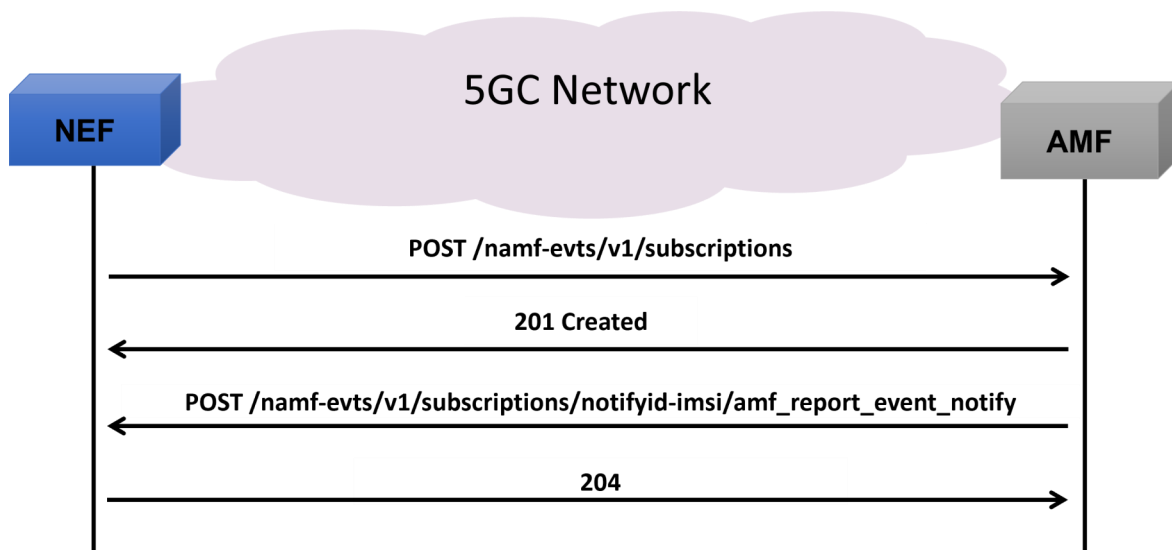 5GC Network
NEF
AMF
POST /namf-evts/v1/subscriptions
201 Created
POST /namf-evts/v1/subscriptions/notifyid-imsi/amf_report_event_notify
204